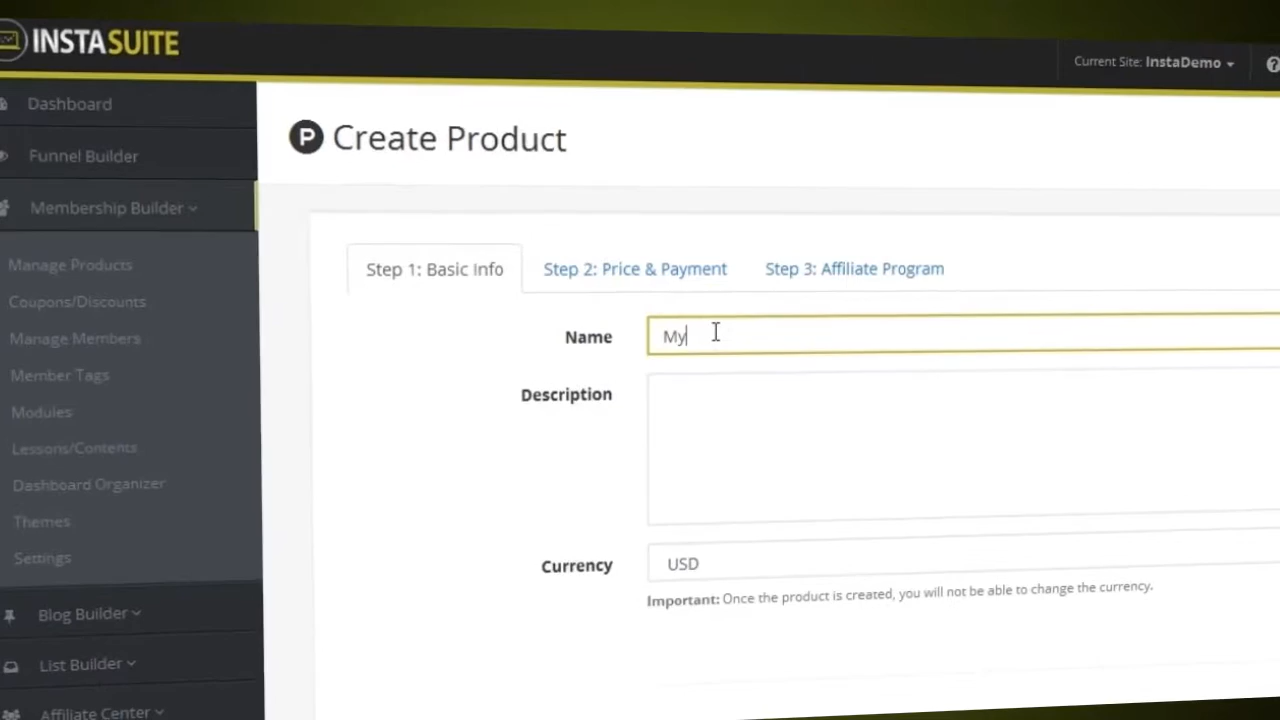 INSTASUITE
Current Site: InstaDemo
Dashboard
Funnel Builder
Membership Builder
Manage Products
Coupons/Discounts
Manage Members
Member Tags
Modules
Lessons/Contents
Dashboard Organizer
Themes
Settings
Blog Builder
List Builder
Affiliate Center
P Create Product
Step 1: Basic Info Step 2: Price & Payment Step 3: Affiliate Program
Name My
Description
Currency USD
Important: Once the product is created, you will not be able to change the currency.